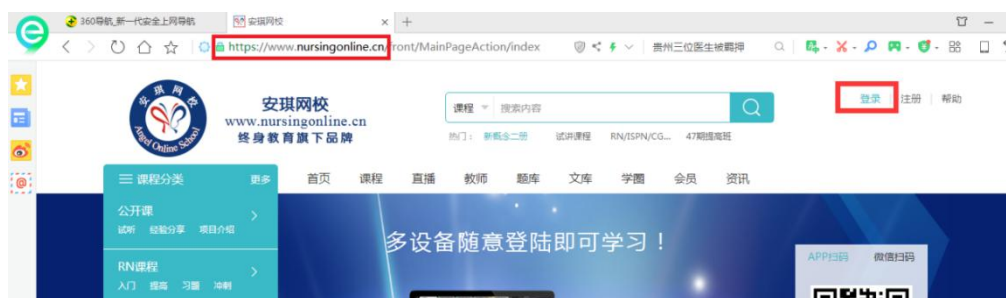 360导航_新一代安全上网导航
安琪网校
https://www.nursingonline.cn/front/MainPageAction/index
贵州三位医生被羁押
登录
注册
帮助
安琪网校
Angel Online School
安琪网校
www.nursingonline.cn
终身教育旗下品牌
课程
搜索内容
热门： 新概念二册 试讲课程 RN/ISPN/CG... 47期提高班
课程分类 更多
首页 课程 直播 教师 题库 文库 学圈 会员 资讯
公开课
试听 经验分享 项目介绍
RN课程
入门 提高 习题 冲刺
多设备随意登陆即可学习！
APP扫码 微信扫码